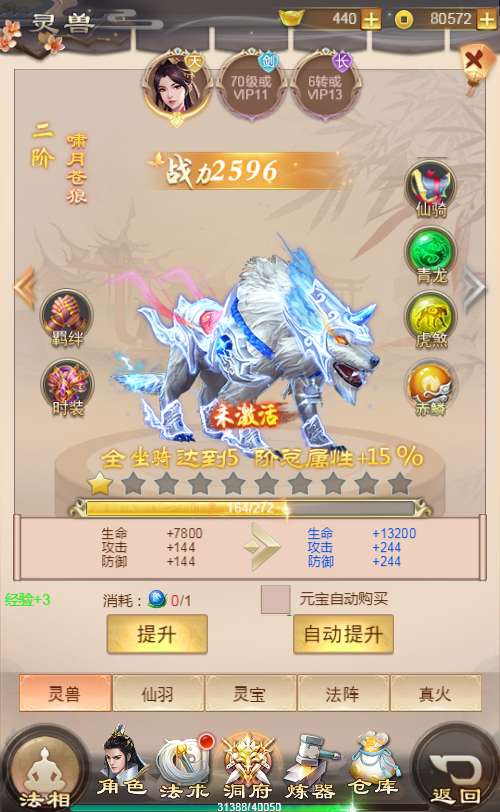 灵兽
440
80572
天
剑
长
70级或
VIP11
6转或
VIP13
二阶
啸月苍狼
战力2596
仙骑
青龙
羁绊
虎煞
时装
赤鳞
未激活
全坐骑达到5 阶总属性+15%
164/272
生命 +7800
攻击 +144
防御 +144
生命 +13200
攻击 +244
防御 +244
经验+3
消耗： 0/1
元宝自动购买
提升
自动提升
灵兽
仙羽
灵宝
法阵
真火
法相
角色
法术
洞府
炼器
仓库
返回
31388/40050